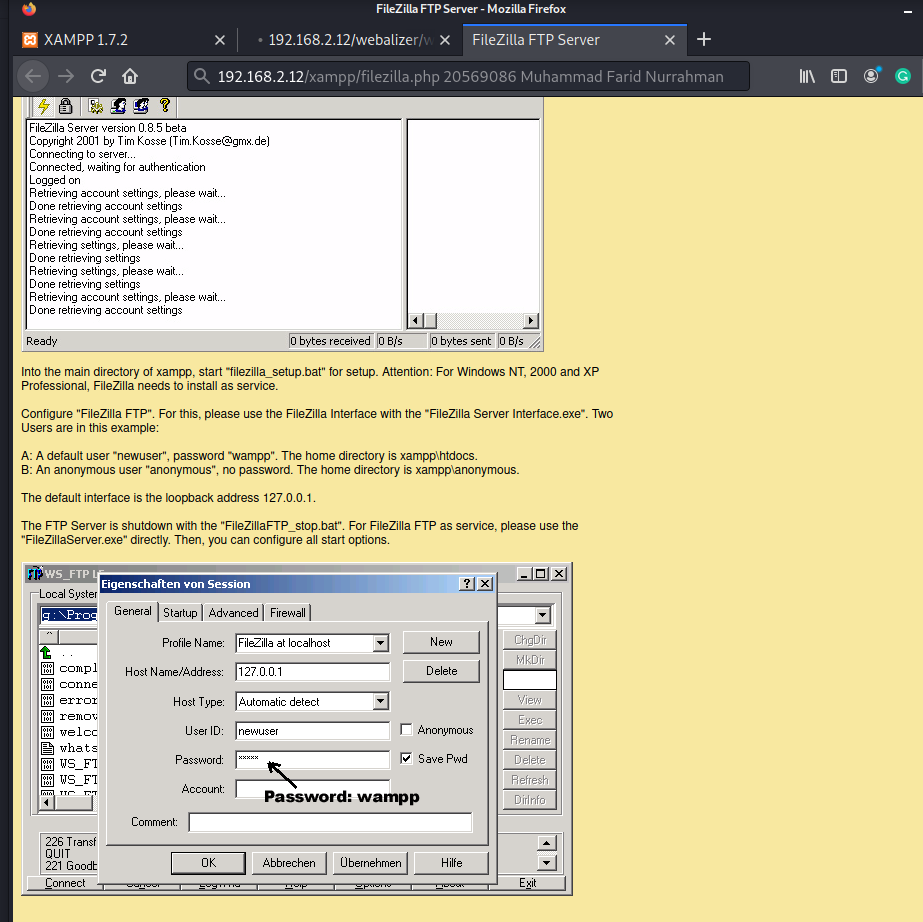 FileZilla FTP Server - Mozilla Firefox
XAMPP 1.7.2
192.168.2.12/webalizer/w
FileZilla FTP Server
192.168.2.12/xampp/filezilla.php 20569086 Muhammad Farid Nurrahman
FileZilla Server version 0.8.5 beta
Copyright 2001 by Tim Kosse (Tim.Kosse@gmx.de)
Connecting to server...
Connected, waiting for authentication
Logged on
Retrieving account settings, please wait...
Done retrieving account settings
Retrieving account settings, please wait...
Done retrieving account settings
Retrieving settings, please wait...
Done retrieving settings
Retrieving settings, please wait...
Done retrieving settings
Retrieving account settings, please wait...
Done retrieving account settings
Ready 0 bytes received 0 B/s 0 bytes sent 0 B/s
Into the main directory of xampp, start "filezilla_setup.bat" for setup. Attention: For Windows NT, 2000 and XP
Professional, FileZilla needs to install as service.
Configure "FileZilla FTP". For this, please use the FileZilla Interface with the "FileZilla Server Interface.exe". Two
Users are in this example:
A: A default user "newuser", password "wampp". The home directory is xampp\htdocs.
B: An anonymous user "anonymous", no password. The home directory is xampp\anonymous.
The default interface is the loopback address 127.0.0.1.
The FTP Server is shutdown with the "FileZillaFTP_stop.bat". For FileZilla FTP as service, please use the
"FileZillaServer.exe" directly. Then, you can configure all start options.
WS_FTP LE
Eigenschaften von Session
Local System
g:\Prog
General Startup Advanced Firewall
Profile Name: FileZilla at localhost New
Host Name/Address: 127.0.0.1 Delete
Host Type: Automatic detect
User ID: newuser Anonymous
Password: ***** Save Pwd
Account:
Password: wampp
Comment:
OK Abbrechen Übernehmen Hilfe
..
compl
conne
error
remov
welco
whats
WS_FT
WS_FT
ChgDir
MkDir
View
Exec
Rename
Delete
Refresh
DirInfo
226 Transf
QUIT
221 Goodb
Connect Cancel LogWnd Help Options About Exit